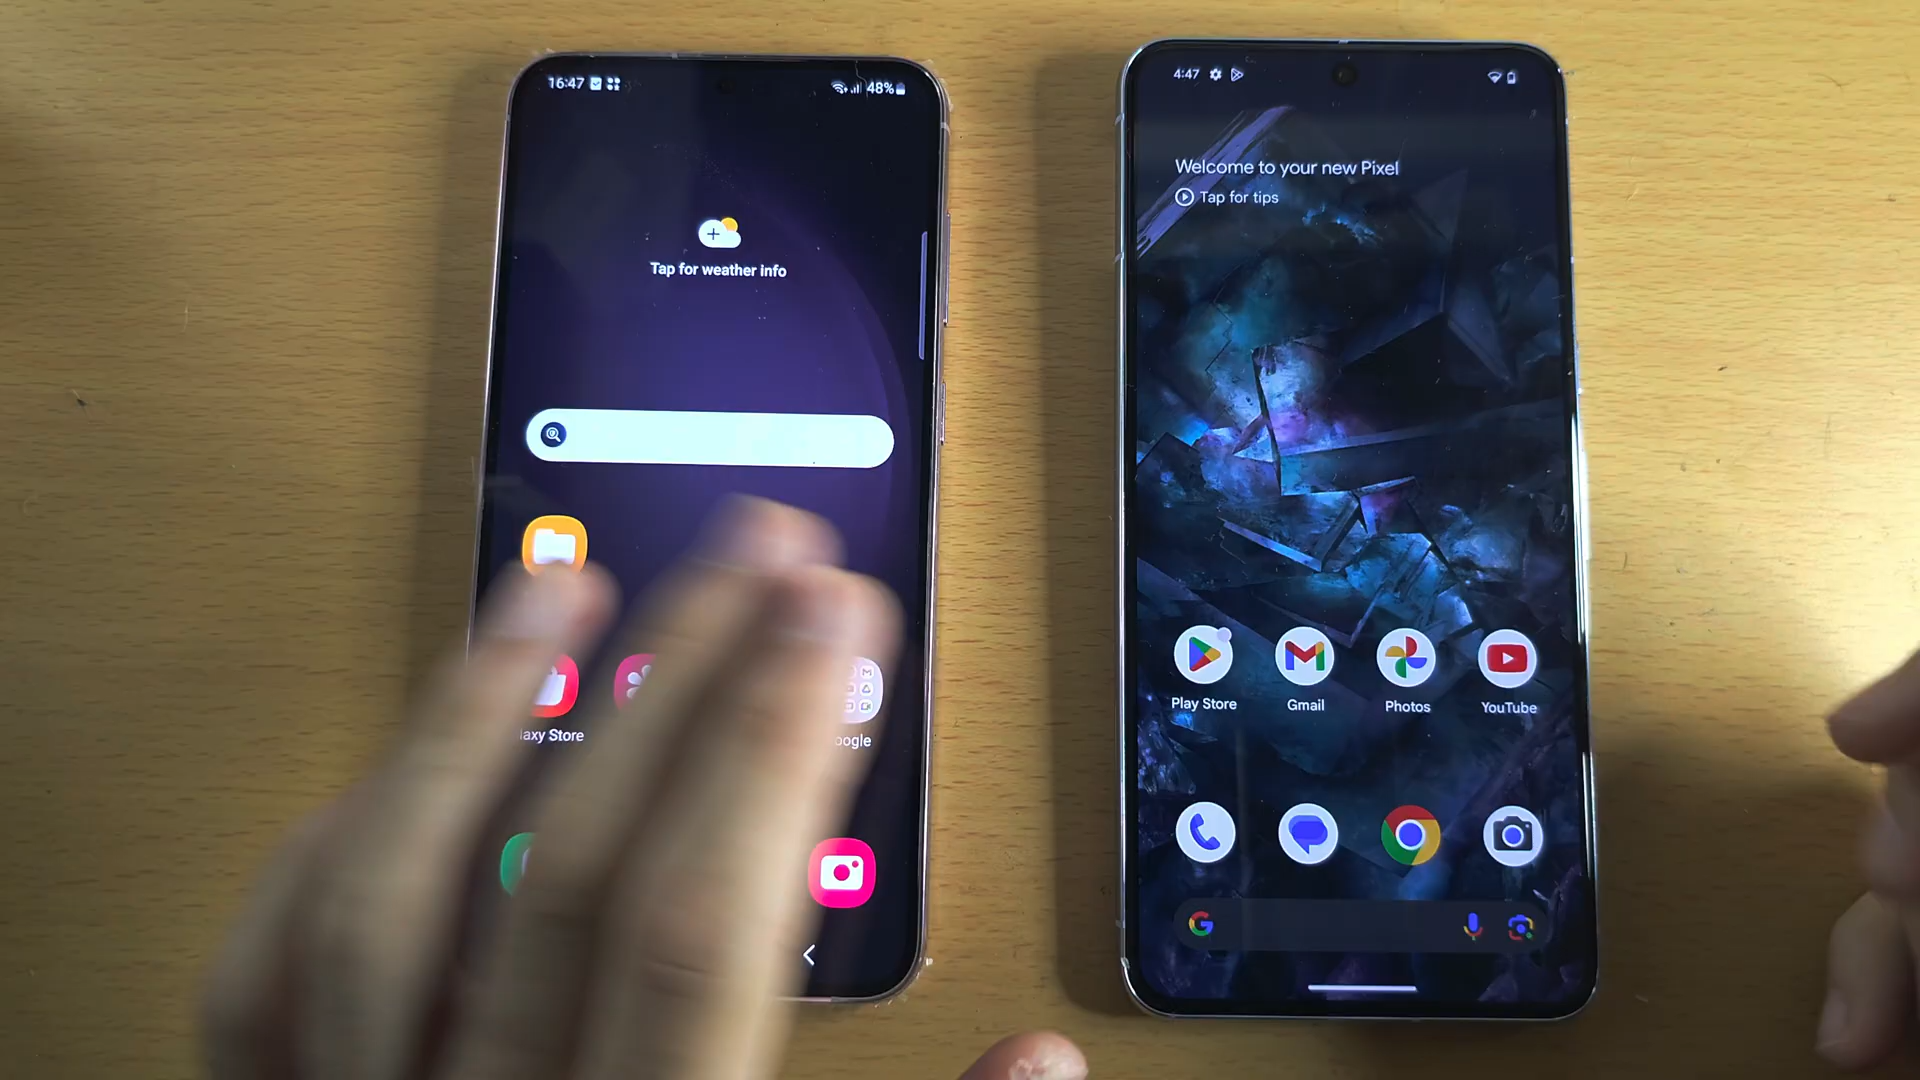 16:47
48%
Tap for weather info
laxy Store
oogle
4:47
Welcome to your new Pixel
Tap for tips
Play Store
Gmail
Photos
YouTube
G